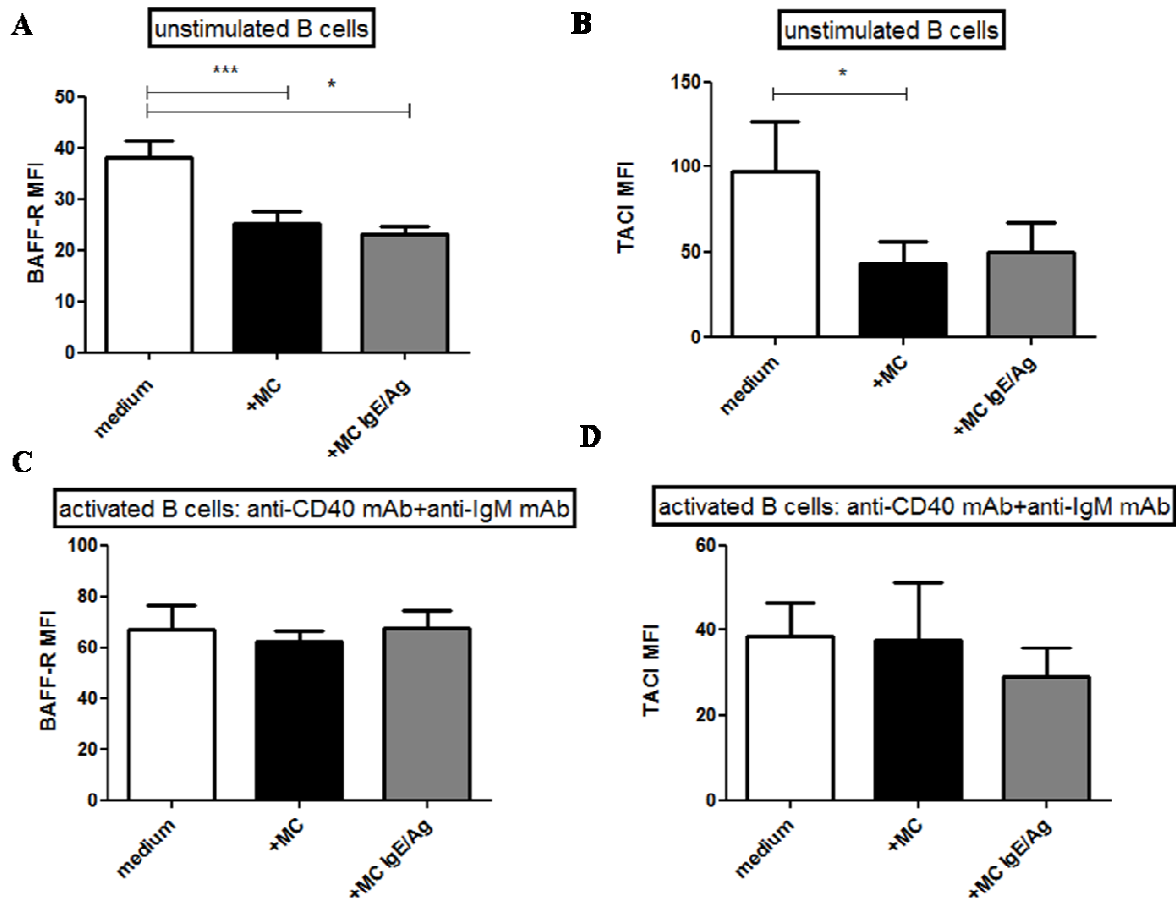 A
unstimulated B cells
***
*
50
40
30
20
10
0
BAFF-R MFI
medium
+MC
+MC IgE/Ag
B
unstimulated B cells
*
150
100
50
0
TACI MFI
medium
+MC
+MC IgE/Ag
C
activated B cells: anti-CD40 mAb+anti-IgM mAb
100
80
60
40
20
0
BAFF-R MFI
medium
+MC
+MC IgE/Ag
D
activated B cells: anti-CD40 mAb+anti-IgM mAb
60
40
20
0
TACI MFI
medium
+MC
+MC IgE/Ag